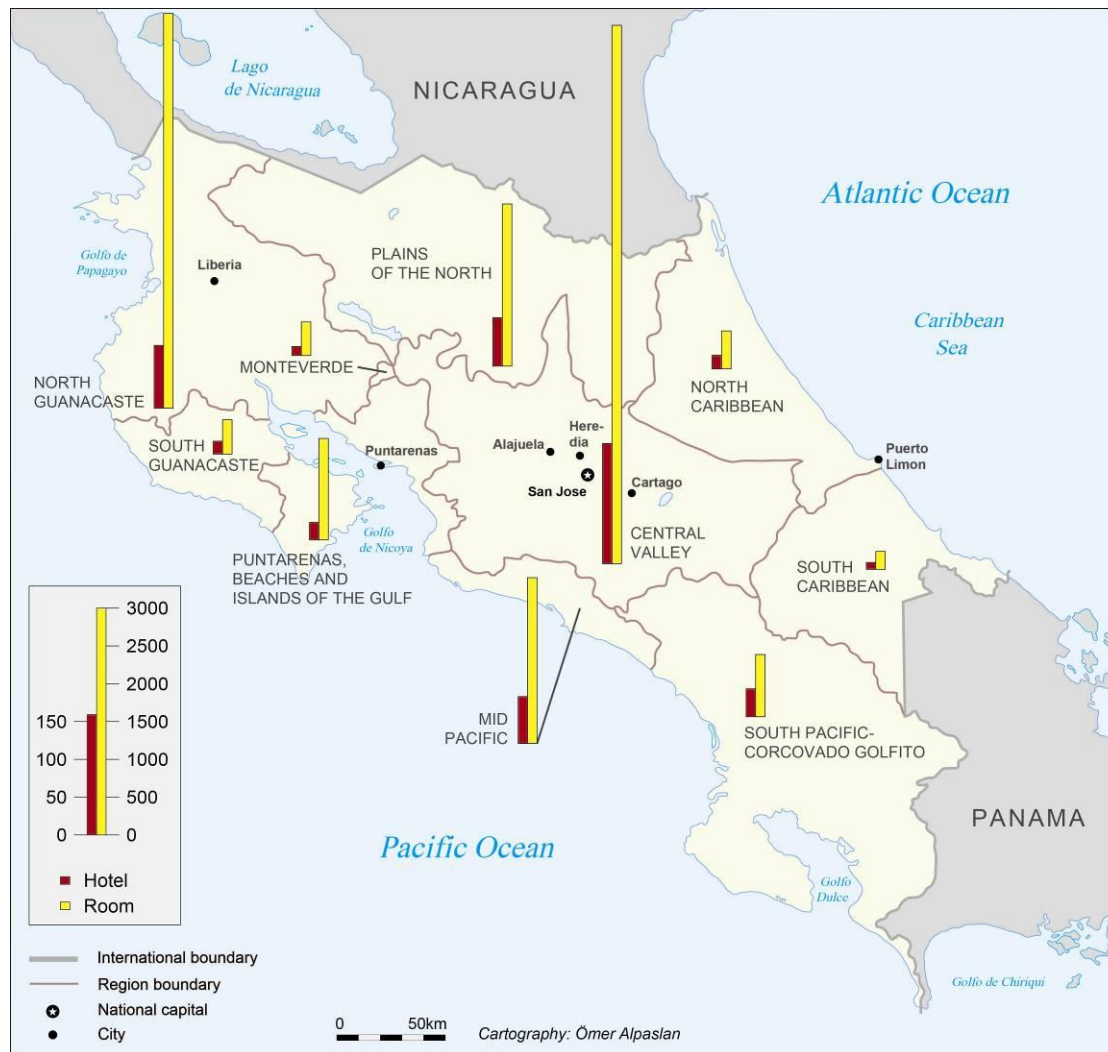 Lago
de Nicaragua
NICARAGUA
Atlantic Ocean
Golfo de
Papagayo
Liberia
PLAINS
OF THE NORTH
Caribbean
Sea
MONTEVERDE
NORTH
GUANACASTE
NORTH
CARIBBEAN
SOUTH
GUANACASTE
Puntarenas
Alajuela
Here-
dia
San Jose
Cartago
Puerto
Limon
Golfo
de Nicoya
CENTRAL
VALLEY
PUNTARENAS,
BEACHES AND
ISLANDS OF THE GULF
SOUTH
CARIBBEAN
MID
PACIFIC
SOUTH PACIFIC-
CORCOVADO GOLFITO
PANAMA
Pacific Ocean
Golfo
Dulce
Golfo de Chiriqui
3000
2500
2000
150 1500
100 1000
50 500
0 0
Hotel
Room
International boundary
Region boundary
National capital
City
0 50km
Cartography: Ömer Alpaslan